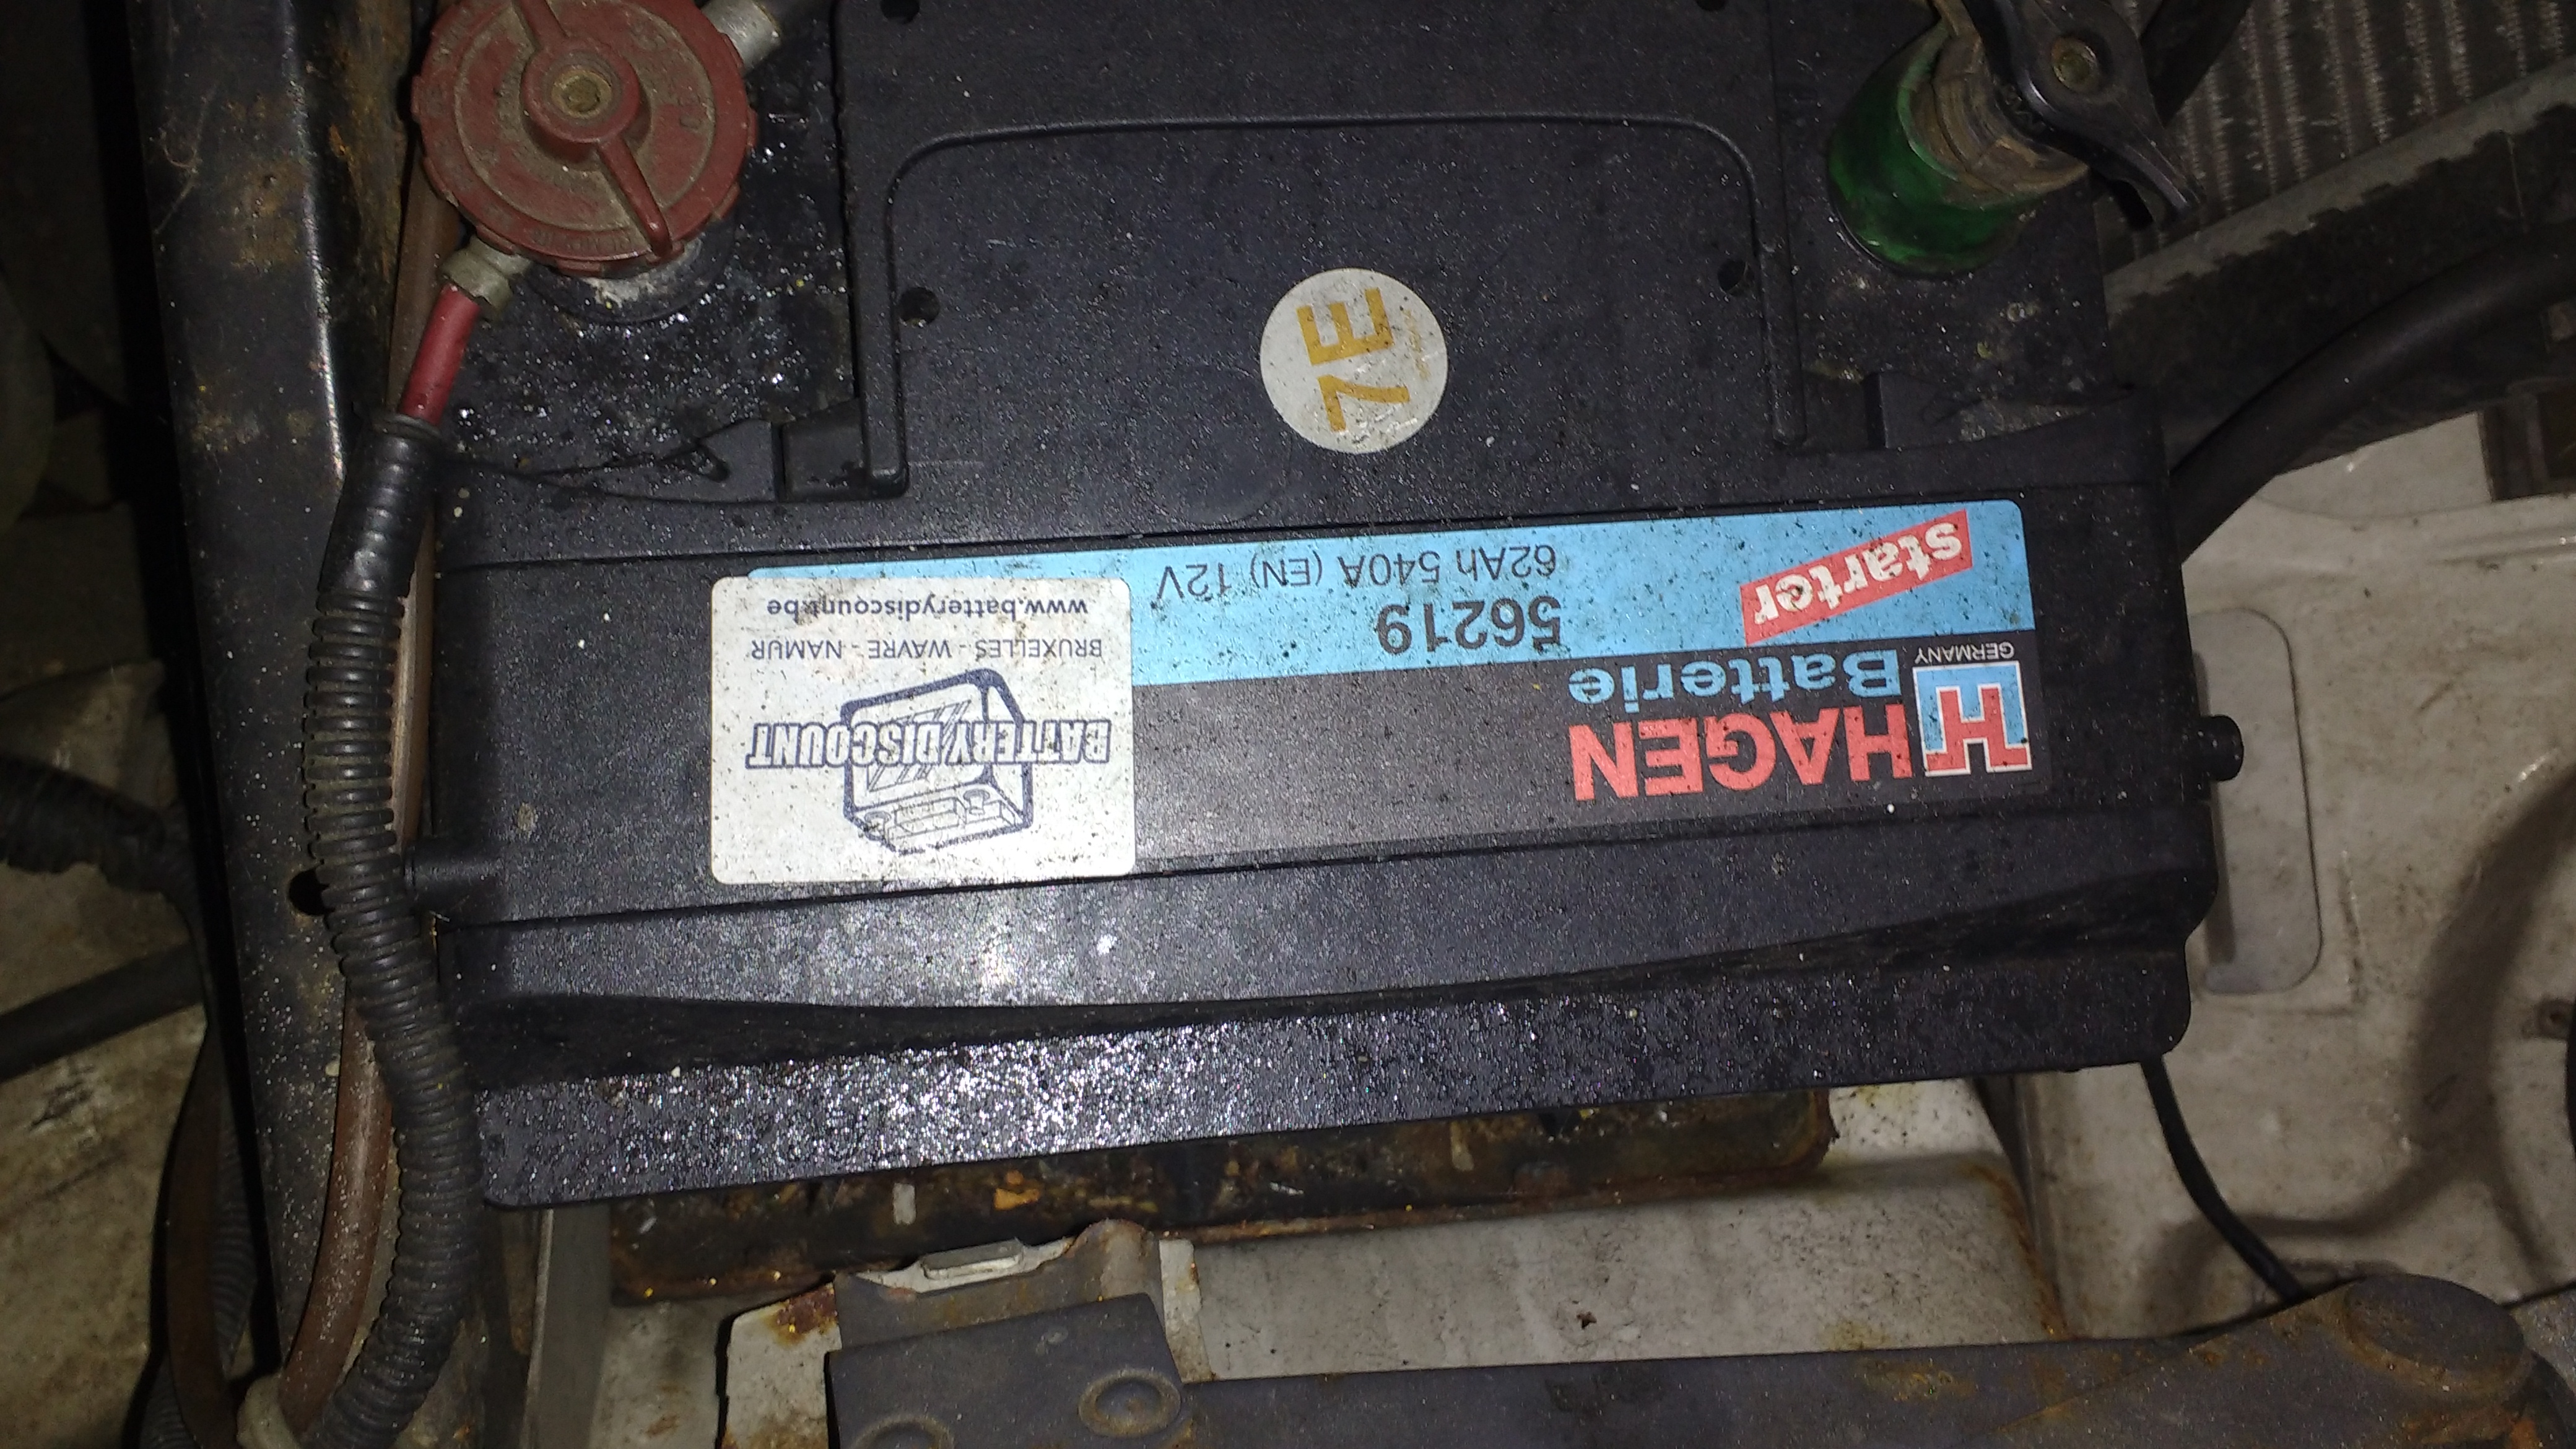 HAGEN
Batterie
GERMANY
starter
56219
62Ah 540A (EN) 12V
BATTERY DISCOUNT
BRUXELLES - WAVRE - NAMUR
www.batterydiscount.be
7E